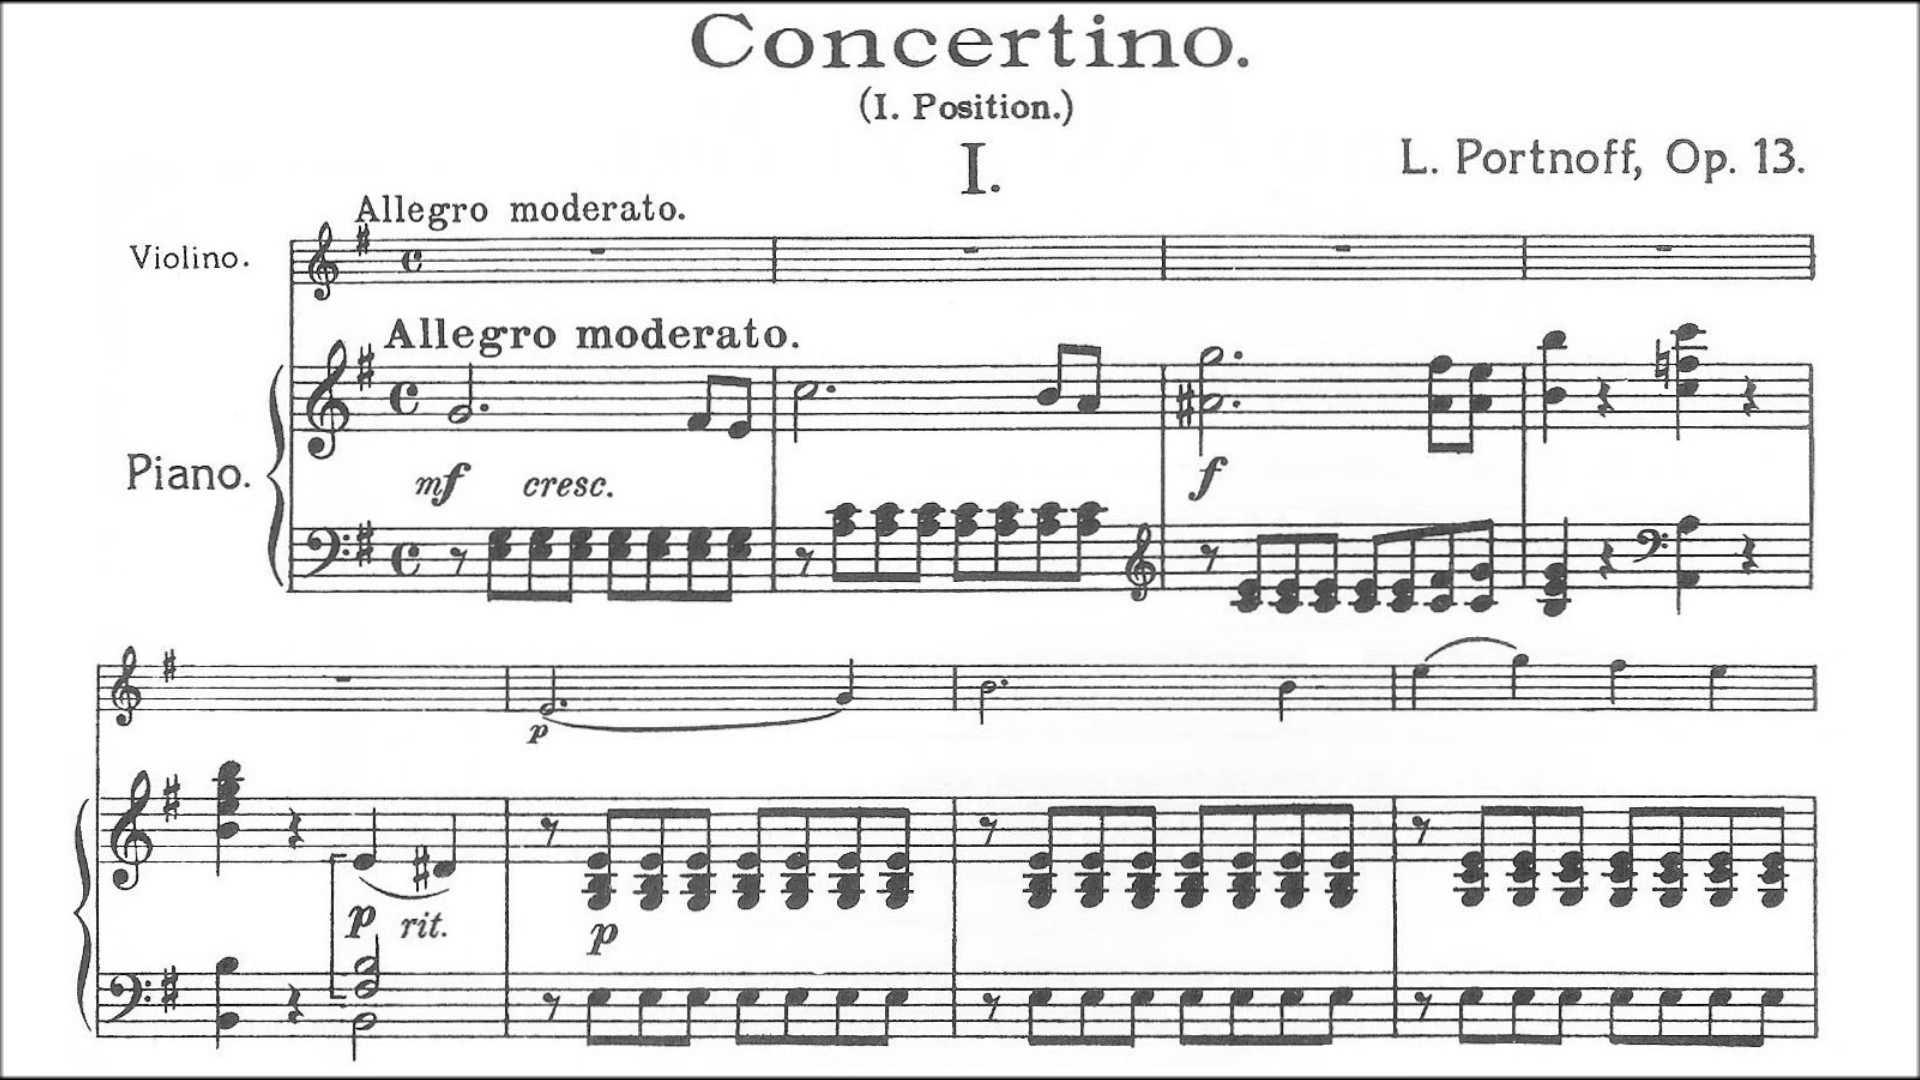 Concertino.
(I. Position.)
I.
L. Portnoff, Op. 13.
Allegro moderato.
Violino.
Allegro moderato.
Piano.
mf cresc.
f
p
p rit.
p